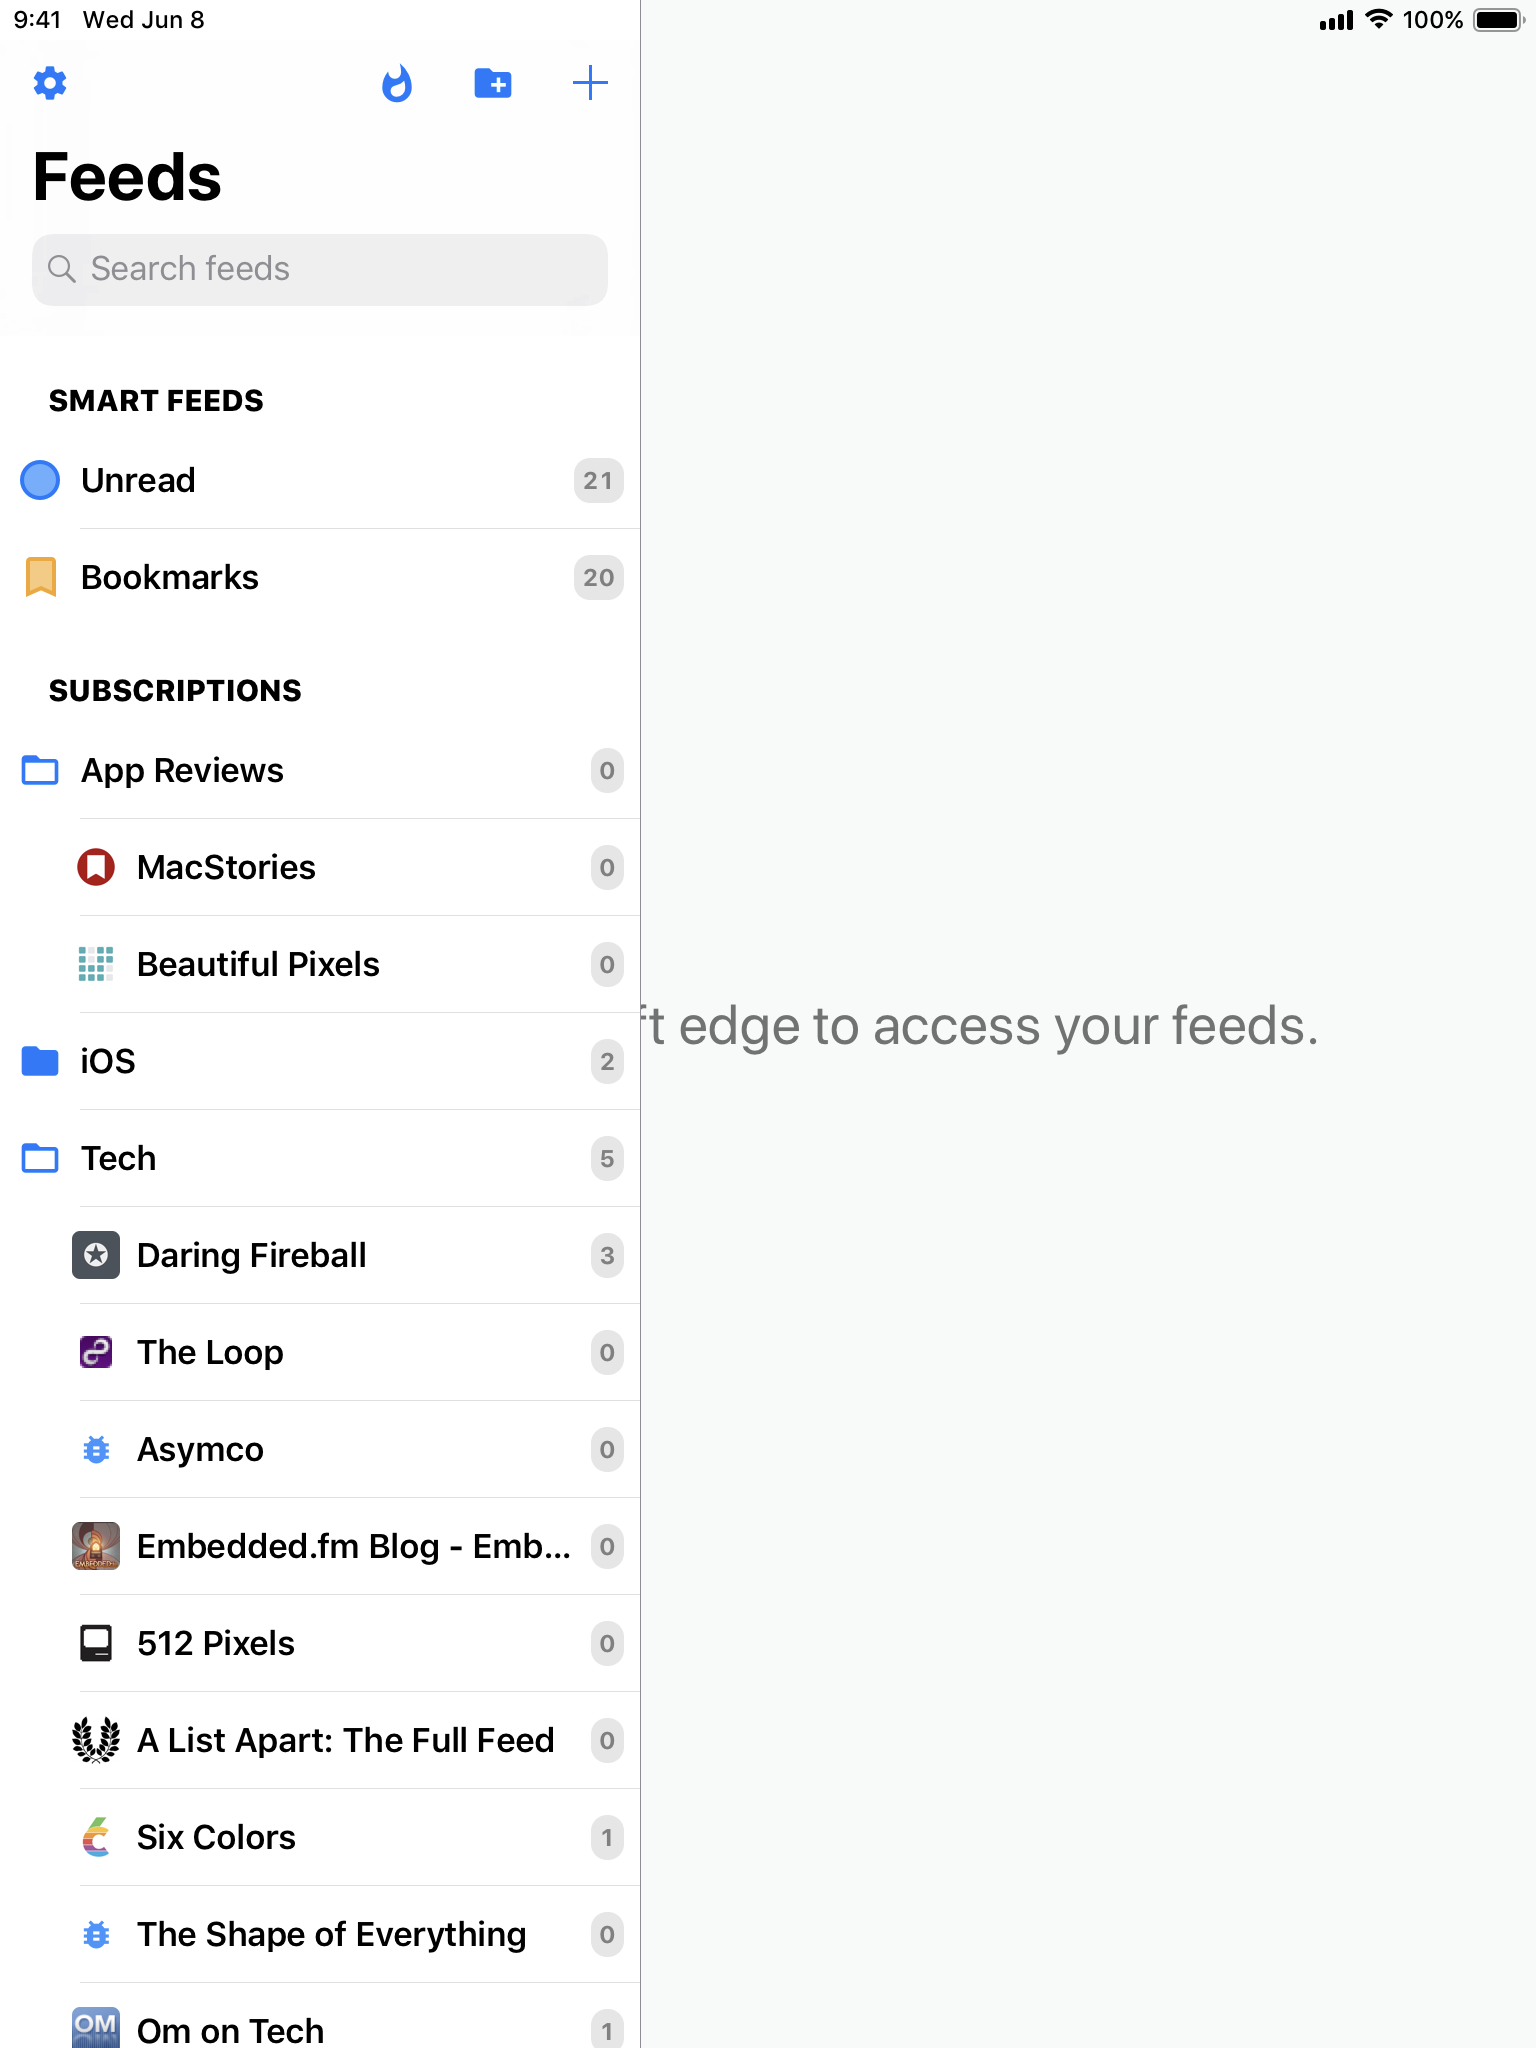 9:41 Wed Jun 8 100%
Feeds
Search feeds
SMART FEEDS
Unread 21
Bookmarks 20
SUBSCRIPTIONS
App Reviews 0
MacStories 0
Beautiful Pixels 0
ft edge to access your feeds.
iOS 2
Tech 5
Daring Fireball 3
The Loop 0
Asymco 0
Embedded.fm Blog - Emb... 0
EMBEDDED
512 Pixels 0
A List Apart: The Full Feed 0
Six Colors 1
The Shape of Everything 0
OM
Om on Tech 1